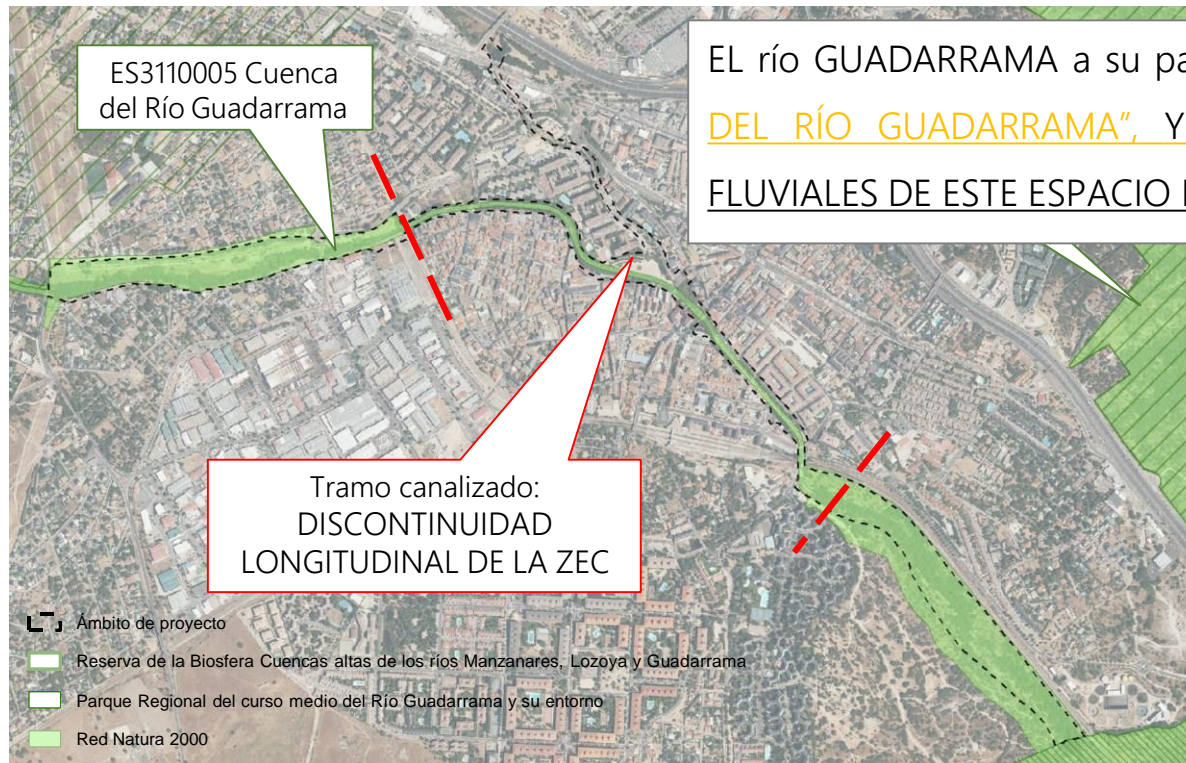 ES3110005 Cuenca
del Río Guadarrama
EL río GUADARRAMA a su pa
DEL RÍO GUADARRAMA”, Y
FLUVIALES DE ESTE ESPACIO
Tramo canalizado:
DISCONTINUIDAD
LONGITUDINAL DE LA ZEC
Ámbito de proyecto
Reserva de la Biosfera Cuencas altas de los ríos Manzanares, Lozoya y Guadarrama
Parque Regional del curso medio del Río Guadarrama y su entorno
Red Natura 2000